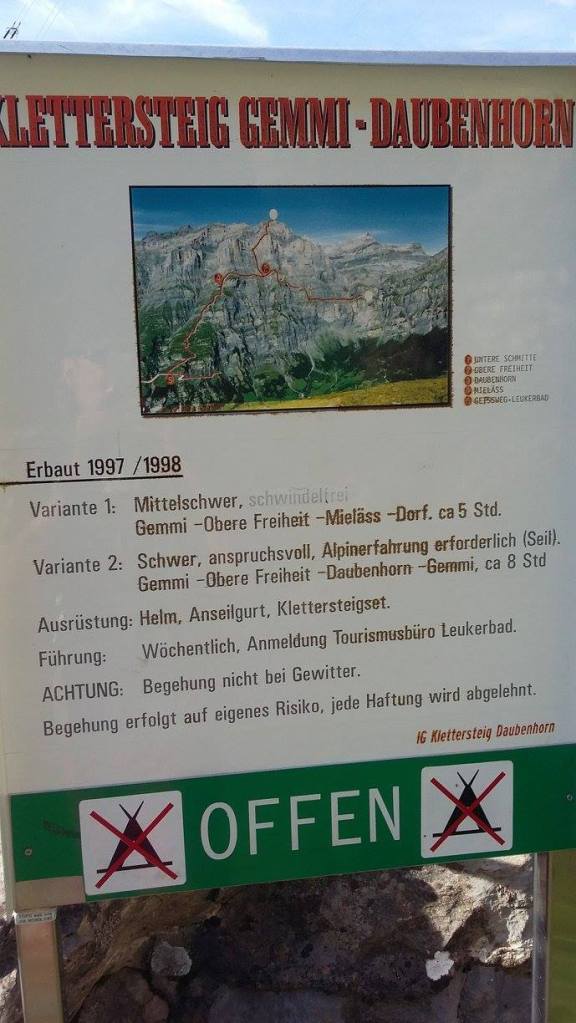 KLETTERSTEIG GEMMI - DAUBENHORN
UNTERE SCHMITTE
OBERE FREIHEIT
DAUBENHORN
MIELÄSS
GEISSWEG-LEUKERBAD
Erbaut 1997 /1998
Variante 1: Mittelschwer, schwindelfrei
Gemmi -Obere Freiheit -Mieläss -Dorf. ca 5 Std.
Variante 2: Schwer, anspruchsvoll, Alpinerfahrung erforderlich (Seil).
Gemmi -Obere Freiheit -Daubenhorn -Gemmi, ca 8 Std
Ausrüstung: Helm, Anseilgurt, Klettersteigset.
Führung: Wöchentlich, Anmeldung Tourismusbüro Leukerbad.
ACHTUNG: Begehung nicht bei Gewitter.
Begehung erfolgt auf eigenes Risiko, jede Haftung wird abgelehnt.
IG Klettersteig Daubenhorn
OFFEN